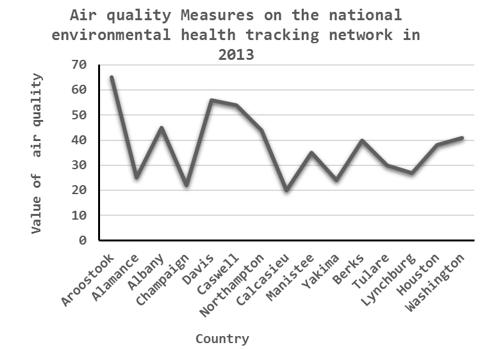 Air quality Measures on the national
environmental health tracking network in
2013
Value of  air quality
70
60
50
40
30
20
10
0
Aroostook
Alamance
Albany
Champaign
Davis
Caswell
Northampton
Calcasieu
Manistee
Yakima
Berks
Tulare
Lynchburg
Houston
Washington
Country